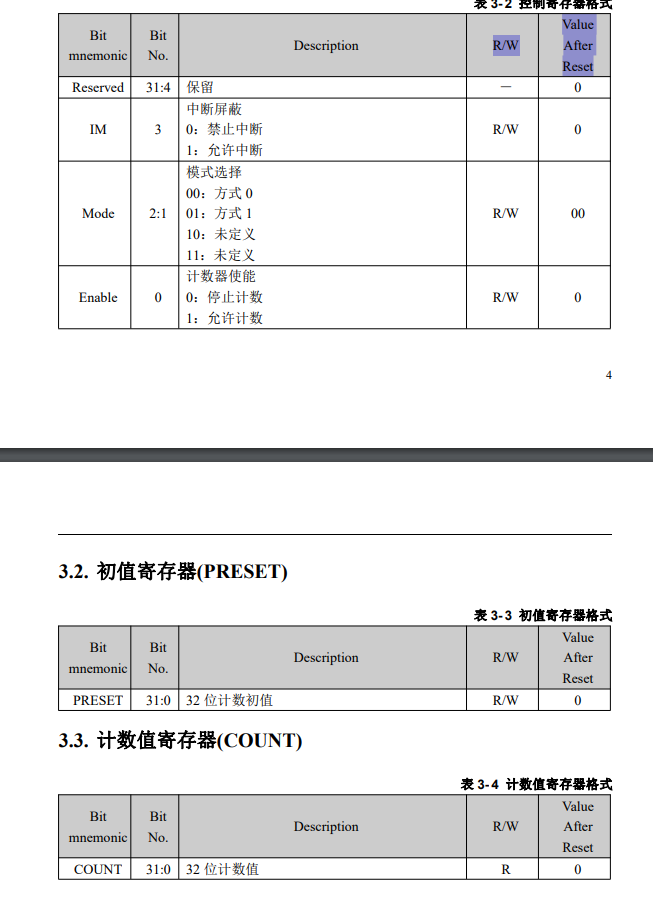 表 3-2 控制寄存器格式
Bit mnemonic Bit No. Description R/W Value After Reset
Reserved 31:4 保留 — 0
IM 3 中断屏蔽 R/W 0
0：禁止中断
1：允许中断
Mode 2:1 模式选择 R/W 00
00：方式 0
01：方式 1
10：未定义
11：未定义
Enable 0 计数器使能 R/W 0
0：停止计数
1：允许计数
4
3.2. 初值寄存器(PRESET)
表 3-3 初值寄存器格式
Bit mnemonic Bit No. Description R/W Value After Reset
PRESET 31:0 32 位计数初值 R/W 0
3.3. 计数值寄存器(COUNT)
表 3-4 计数值寄存器格式
Bit mnemonic Bit No. Description R/W Value After Reset
COUNT 31:0 32 位计数值 R 0